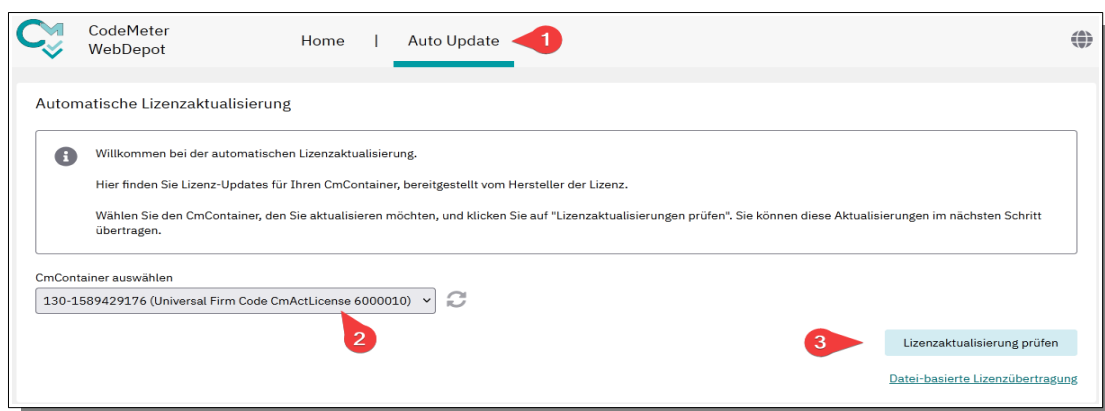 CodeMeter
WebDepot
Home | Auto Update
1
Automatische Lizenzaktualisierung
Willkommen bei der automatischen Lizenzaktualisierung.
Hier finden Sie Lizenz-Updates für Ihren CmContainer, bereitgestellt vom Hersteller der Lizenz.
Wählen Sie den CmContainer, den Sie aktualisieren möchten, und klicken Sie auf "Lizenzaktualisierungen prüfen". Sie können diese Aktualisierungen im nächsten Schritt
übertragen.
CmContainer auswählen
130-1589429176 (Universal Firm Code CmActLicense 6000010)
2
3
Lizenzaktualisierung prüfen
Datei-basierte Lizenzübertragung